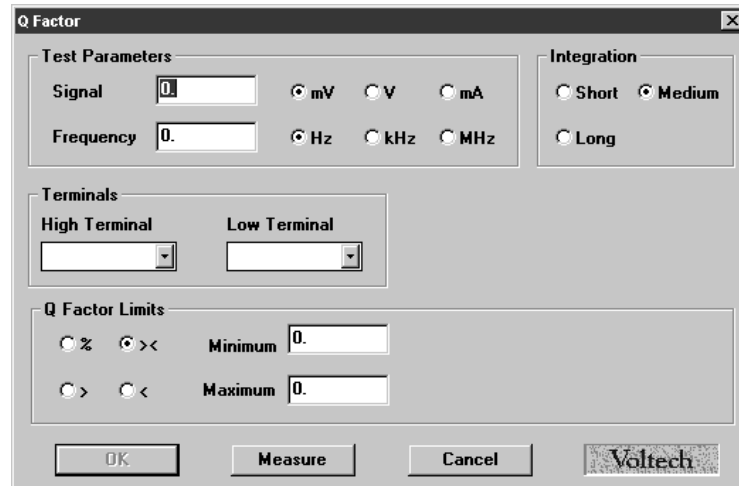 Q Factor
Test Parameters
Signal 0. mV V mA
Frequency 0. Hz kHz MHz
Integration
Short Medium
Long
Terminals
High Terminal Low Terminal
Q Factor Limits
% >< Minimum 0.
> < Maximum 0.
OK Measure Cancel Voltech